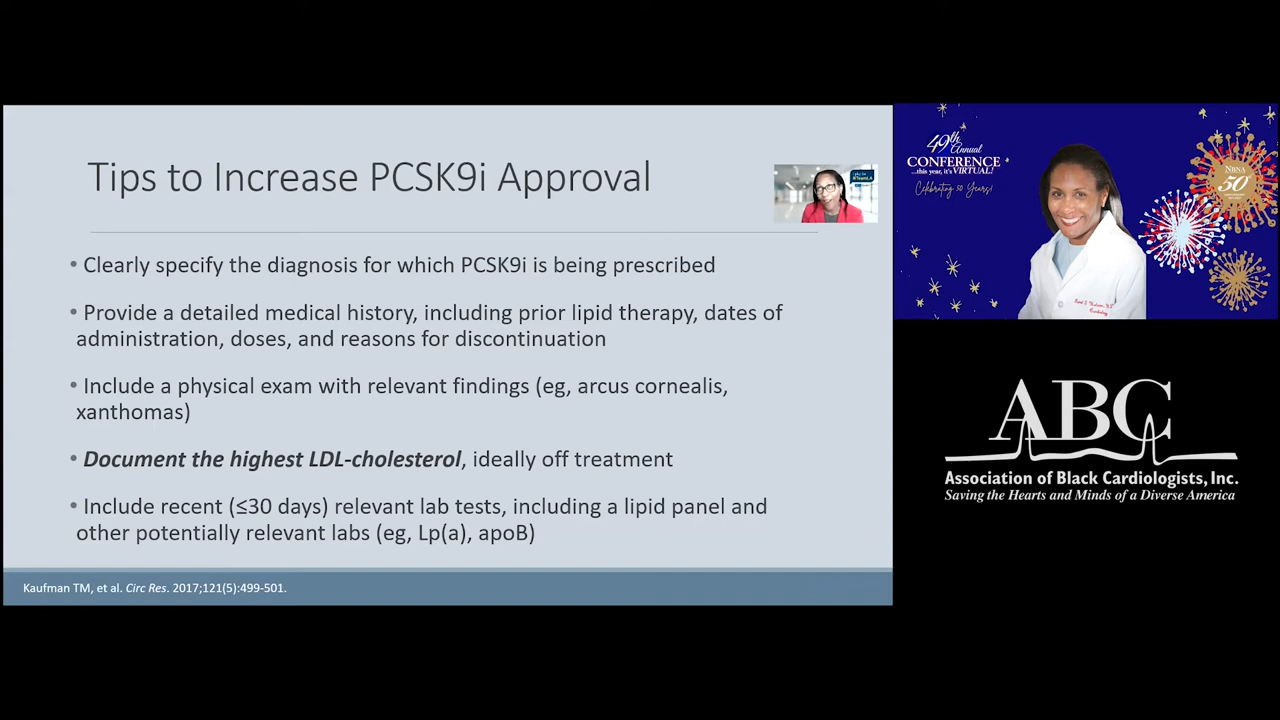 Tips to Increase PCSK9i Approval
• Clearly specify the diagnosis for which PCSK9i is being prescribed
• Provide a detailed medical history, including prior lipid therapy, dates of
administration, doses, and reasons for discontinuation
• Include a physical exam with relevant findings (eg, arcus cornealis,
xanthomas)
• Document the highest LDL-cholesterol, ideally off treatment
• Include recent (≤30 days) relevant lab tests, including a lipid panel and
other potentially relevant labs (eg, Lp(a), apoB)
Kaufman TM, et al. Circ Res. 2017;121(5):499-501.
49th
Annual
CONFERENCE
...this year, it's VIRTUAL!
Celebrating 50 Years!
NBNA
50
ABC
Association of Black Cardiologists, Inc.
Saving the Hearts and Minds of a Diverse America